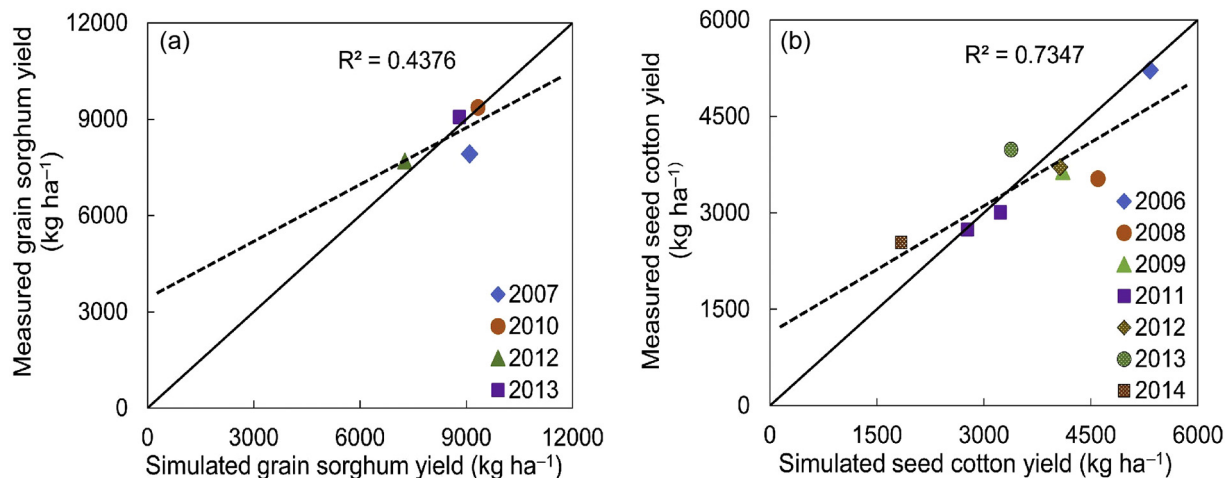 (a)
R² = 0.4376
12000
9000
6000
3000
0
Measured grain sorghum yield
(kg ha⁻¹)
2007
2010
2012
2013
0 3000 6000 9000 12000
Simulated grain sorghum yield (kg ha⁻¹)
(b)
R² = 0.7347
6000
4500
3000
1500
0
Measured seed cotton yield
(kg ha⁻¹)
2006
2008
2009
2011
2012
2013
2014
0 1500 3000 4500 6000
Simulated seed cotton yield (kg ha⁻¹)